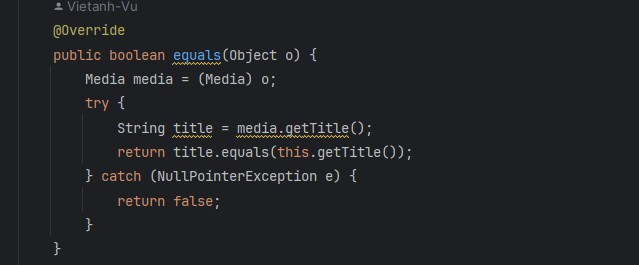 Vietanh-Vu
@Override
public boolean equals(Object o) {
Media media = (Media) o;
try {
String title = media.getTitle();
return title.equals(this.getTitle());
} catch (NullPointerException e) {
return false;
}
}